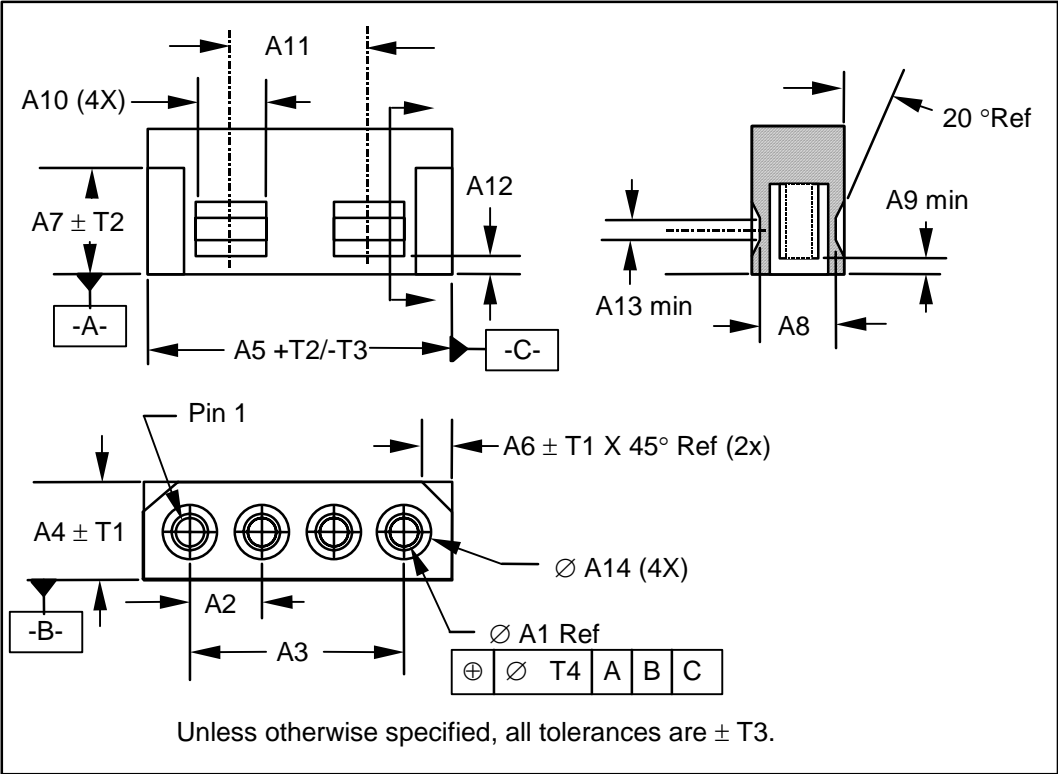 A11
A10 (4X)
20 °Ref
A12
A7 ± T2
A9 min
A13 min
-A-
A5 +T2/-T3
-C-
A8
Pin 1
A6 ± T1 X 45° Ref (2x)
A4 ± T1
∅ A14 (4X)
A2
-B-
∅ A1 Ref
A3
⊕ ∅ T4 A B C
Unless otherwise specified, all tolerances are ± T3.